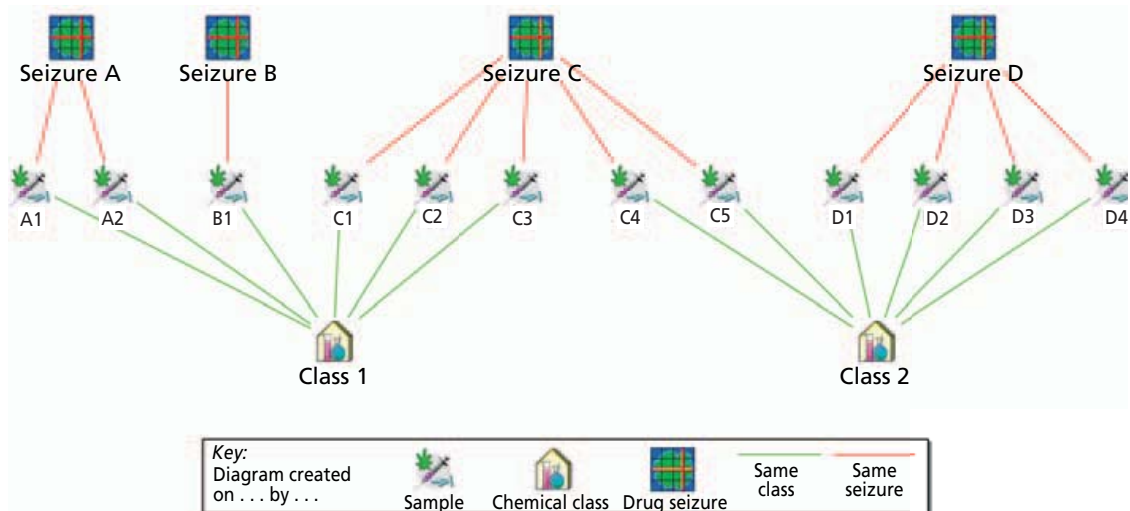 Seizure A Seizure B Seizure C Seizure D
A1 A2 B1 C1 C2 C3 C4 C5 D1 D2 D3 D4
Class 1 Class 2
Key:
Diagram created
on . . . by . . .
Sample Chemical class Drug seizure
Same
class
Same
seizure